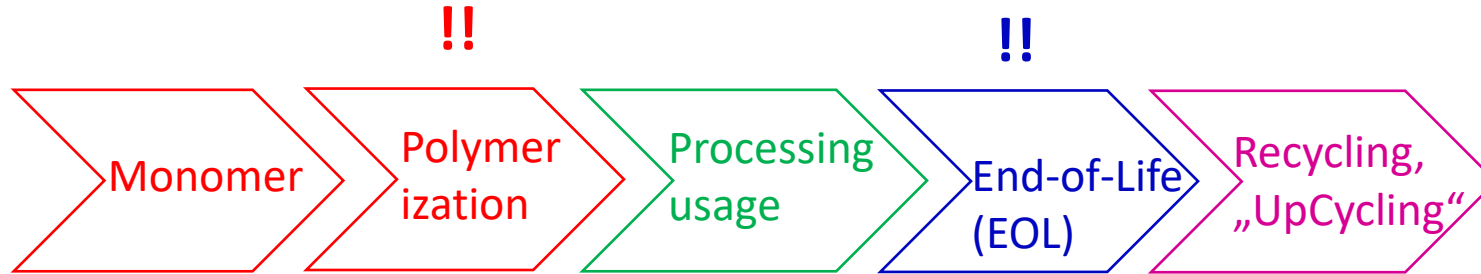 !! !!
Monomer
Polymer
ization
Processing
usage
End-of-Life
(EOL)
Recycling,
„UpCycling“